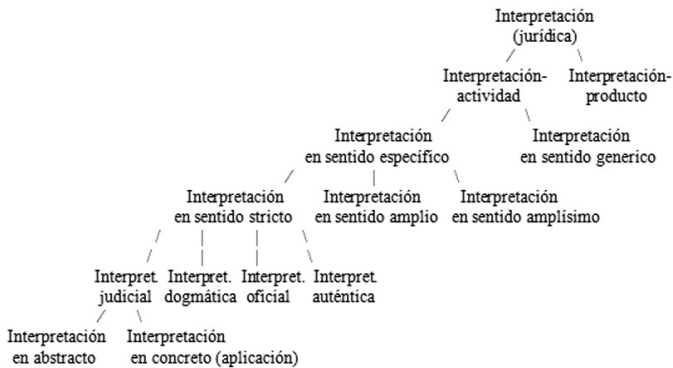 Interpretación
(jurídica)
Interpretación-
actividad
Interpretación-
producto
Interpretación
en sentido específico
Interpretación
en sentido generico
Interpretación
en sentido stricto
Interpretación
en sentido amplio
Interpretación
en sentido amplísimo
Interpret.
judicial
Interpret.
dogmática
Interpret.
oficial
Interpret.
auténtica
Interpretación
en abstracto
Interpretación
en concreto (aplicación)